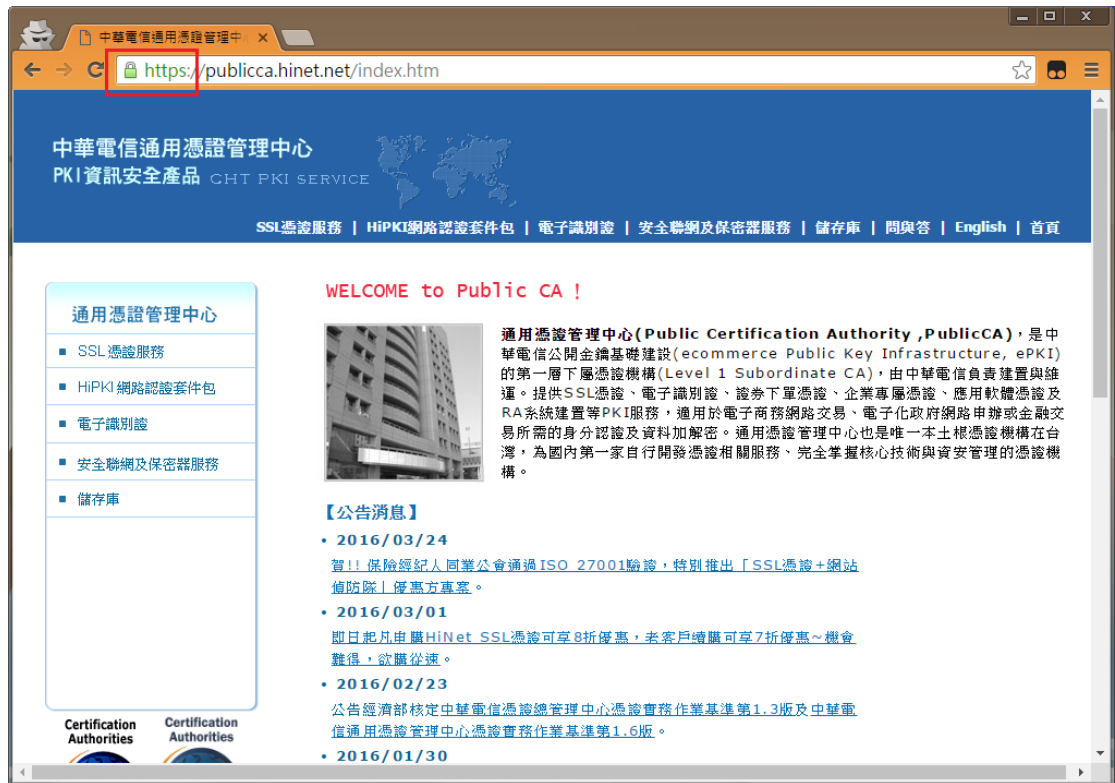 中華電信通用憑證管理中
https://publicca.hinet.net/index.htm
中華電信通用憑證管理中心
PKI資訊安全產品 CHT PKI SERVICE
SSL憑證服務 | HiPKI網路認證套件包 | 電子識別證 | 安全聯網及保密器服務 | 儲存庫 | 問與答 | English | 首頁
通用憑證管理中心
SSL憑證服務
HiPKI 網路認證套件包
電子識別證
安全聯網及保密器服務
儲存庫
Certification Authorities
Certification Authorities
WELCOME to Public CA !
通用憑證管理中心(Public Certification Authority ,PublicCA)，是中
華電信公開金鑰基礎建設(ecommerce Public Key Infrastructure, ePKI)
的第一層下屬憑證機構(Level 1 Subordinate CA)，由中華電信負責建置與維
運。提供SSL憑證、電子識別證、證券下單憑證、企業專屬憑證、應用軟體憑證及
RA系統建置等PKI服務，適用於電子商務網路交易、電子化政府網路申辦或金融交
易所需的身分認證及資料加解密。通用憑證管理中心也是唯一本土根憑證機構在台
灣，為國內第一家自行開發憑證相關服務、完全掌握核心技術與資安管理的憑證機
構。
【公告消息】
• 2016/03/24
賀!! 保險經紀人同業公會通過ISO 27001驗證，特別推出「SSL憑證+網站
偵防隊」優惠方專案。
• 2016/03/01
即日起凡申購HiNet SSL憑證可享8折優惠，老客戶續購可享7折優惠~機會
難得，欲購從速。
• 2016/02/23
公告經濟部核定中華電信憑證總管理中心憑證實務作業基準第1.3版及中華電
信通用憑證管理中心憑證實務作業基準第1.6版。
• 2016/01/30